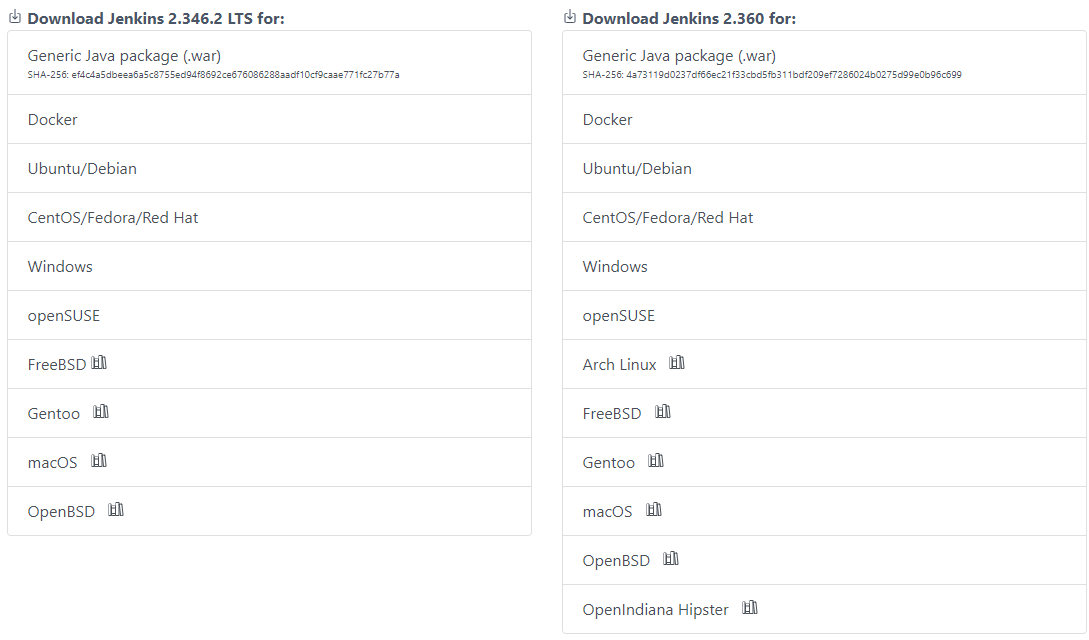 Download Jenkins 2.346.2 LTS for:
Generic Java package (.war)
SHA-256: ef4c4a5dbeea6a5c8755ed94f8692ce676086288aadf10cf9caae771fc27b77a
Docker
Ubuntu/Debian
CentOS/Fedora/Red Hat
Windows
openSUSE
FreeBSD
Gentoo
macOS
OpenBSD
Download Jenkins 2.360 for:
Generic Java package (.war)
SHA-256: 4a73119d0237df66ec21f33cbd5fb311bdf209ef7286024b0275d99e0b96c699
Docker
Ubuntu/Debian
CentOS/Fedora/Red Hat
Windows
openSUSE
Arch Linux
FreeBSD
Gentoo
macOS
OpenBSD
OpenIndiana Hipster